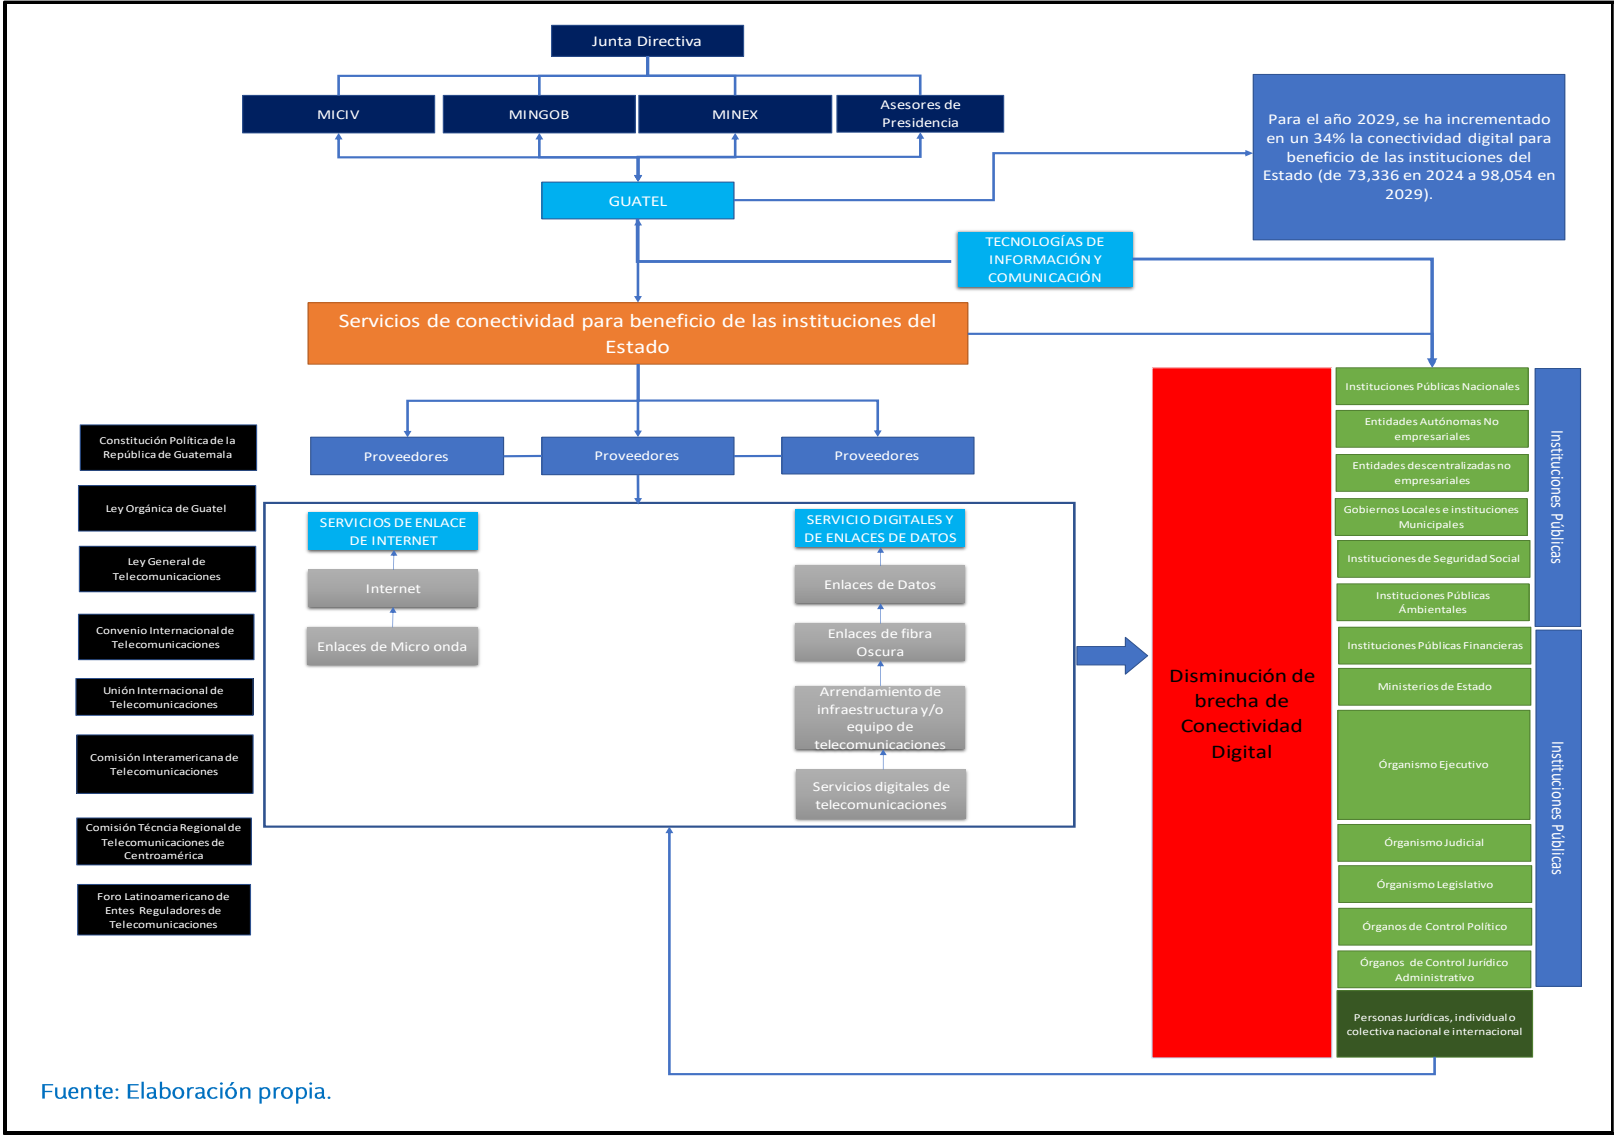 Junta Directiva
MICIV
MINGOB
MINEX
Asesores de
Presidencia
Para el año 2029, se ha incrementado
en un 34% la conectividad digital para
beneficio de las instituciones del
Estado (de 73,336 en 2024 a 98,054 en
2029).
GUATEL
TECNOLOGÍAS DE
INFORMACIÓN Y
COMUNICACIÓN
Servicios de conectividad para beneficio de las instituciones del
Estado
Proveedores
Proveedores
Proveedores
Constitución Política de la
República de Guatemala
Ley Orgánica de Guatel
Ley General de
Telecomunicaciones
Convenio Internacional de
Telecomunicaciones
Unión Internacional de
Telecomunicaciones
Comisión Interamericana de
Telecomunicaciones
Comisión Técncia Regional de
Telecomunicaciones de
Centroamérica
Foro Latinoamericano de
Entes Reguladores de
Telecomunicaciones
SERVICIOS DE ENLACE
DE INTERNET
Internet
Enlaces de Micro onda
SERVICIO DIGITALES Y
DE ENLACES DE DATOS
Enlaces de Datos
Enlaces de fibra
Oscura
Arrendamiento de
infraestructura y/o
equipo de
telecomunicaciones
Servicios digitales de
telecomunicaciones
Disminución de
brecha de
Conectividad
Digital
Instituciones Públicas Nacionales
Entidades Autónomas No
empresariales
Entidades descentralizadas no
empresariales
Gobiernos Locales e instituciones
Municipales
Instituciones de Seguridad Social
Instituciones Públicas
Ámbientales
Instituciones Públicas Financieras
Ministerios de Estado
Órganismo Ejecutivo
Órganismo Judicial
Órganismo Legislativo
Órganos de Control Político
Órganos de Control Jurídico
Administrativo
Personas Jurídicas, individual o
colectiva nacional e internacional
Instituciones Públicas
Instituciones Públicas
Fuente: Elaboración propia.